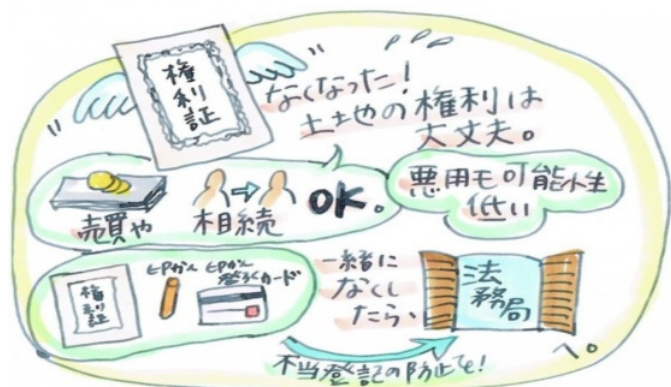 権利証
なくなった!
土地の権利は
大丈夫。
売買や
相続
OK。
悪用も可能性
低い
権利証
印かん
印かん
登ろくカード
一緒に
なくし
たら、
法
務局
へ。
不当登記の防止を!